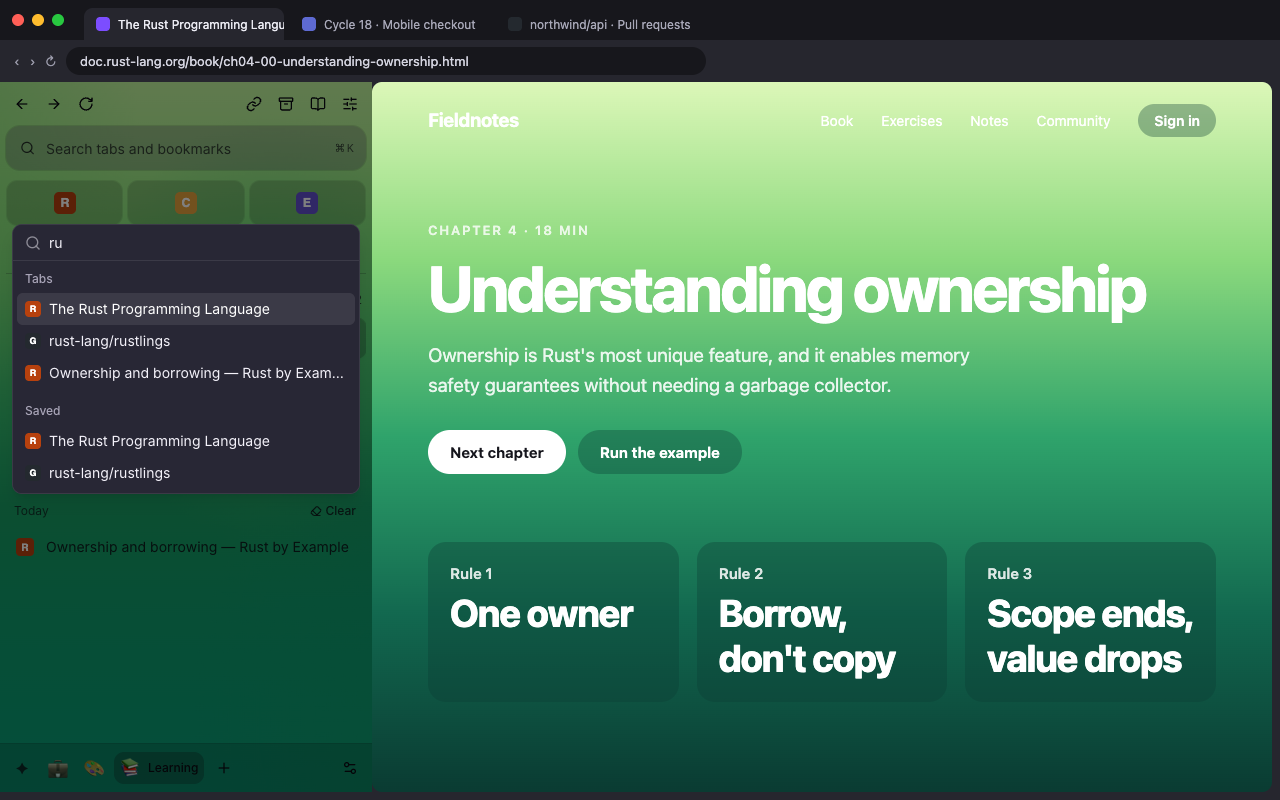 The Rust Programming Langu
Cycle 18 · Mobile checkout
northwind/api · Pull requests
doc.rust-lang.org/book/ch04-00-understanding-ownership.html
Search tabs and bookmarks
⌘K
R
C
E
ru
Tabs
R The Rust Programming Language
G rust-lang/rustlings
R Ownership and borrowing — Rust by Exam...
Saved
R The Rust Programming Language
G rust-lang/rustlings
Today
Clear
R Ownership and borrowing — Rust by Example
Learning
Fieldnotes
Book
Exercises
Notes
Community
Sign in
CHAPTER 4 · 18 MIN
Understanding ownership
Ownership is Rust's most unique feature, and it enables memory
safety guarantees without needing a garbage collector.
Next chapter
Run the example
Rule 1
One owner
Rule 2
Borrow,
don't copy
Rule 3
Scope ends,
value drops